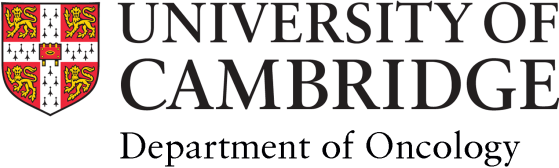 UNIVERSITY OF
CAMBRIDGE
Department of Oncology